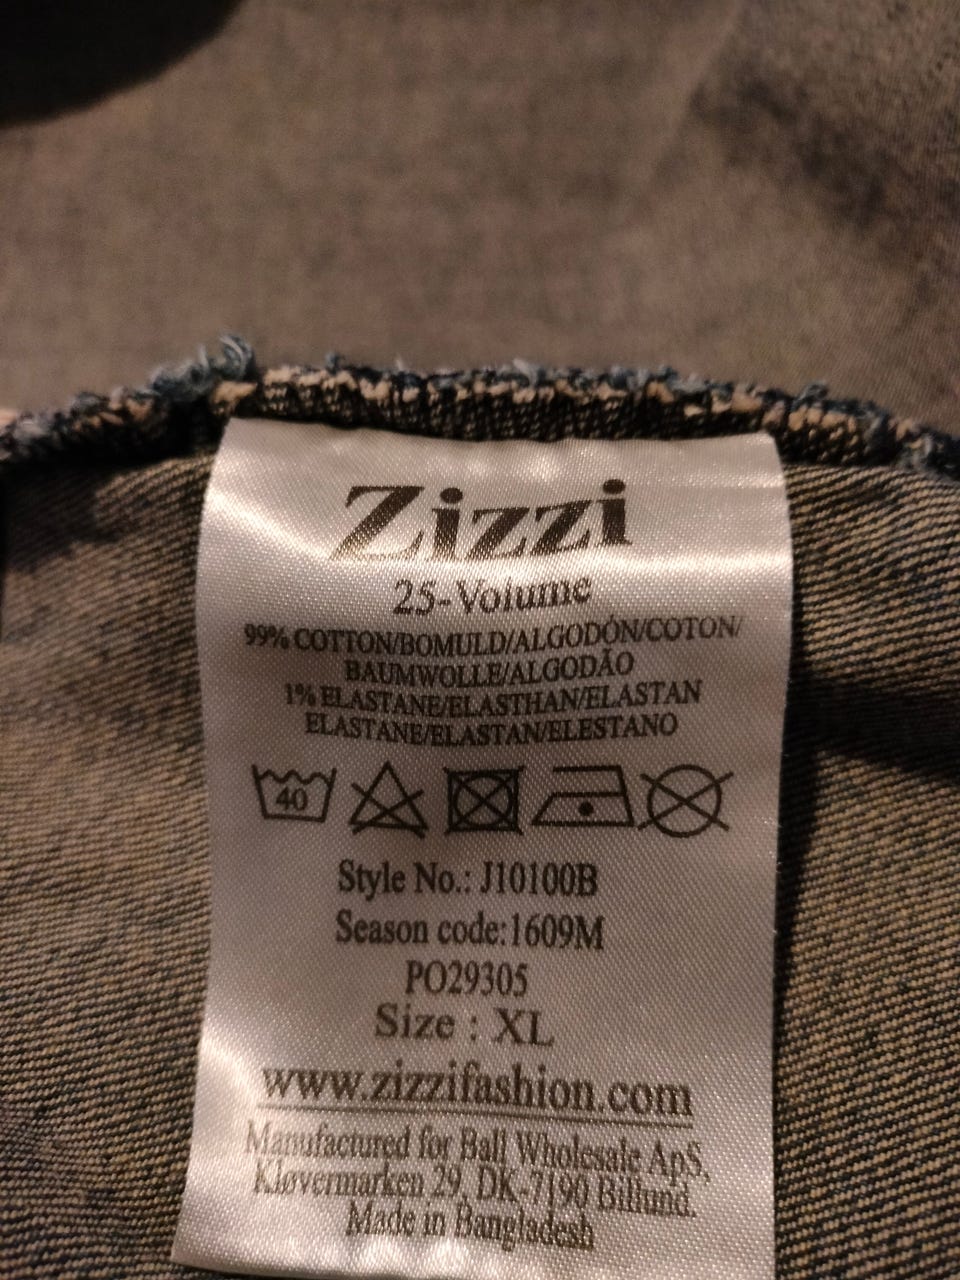 Zizzi
25-Volume
99% COTTON/BOMULD/ALGODÓN/COTON/
BAUMWOLLE/ALGODÃO
1% ELASTANE/ELASTHAN/ELASTAN
ELASTANE/ELASTAN/ELESTANO
40
Style No.: J10100B
Season code:1609M
PO29305
Size : XL
www.zizzifashion.com
Manufactured for Ball Wholesale ApS,
Kløvermarken 29, DK-7190 Billund.
Made in Bangladesh